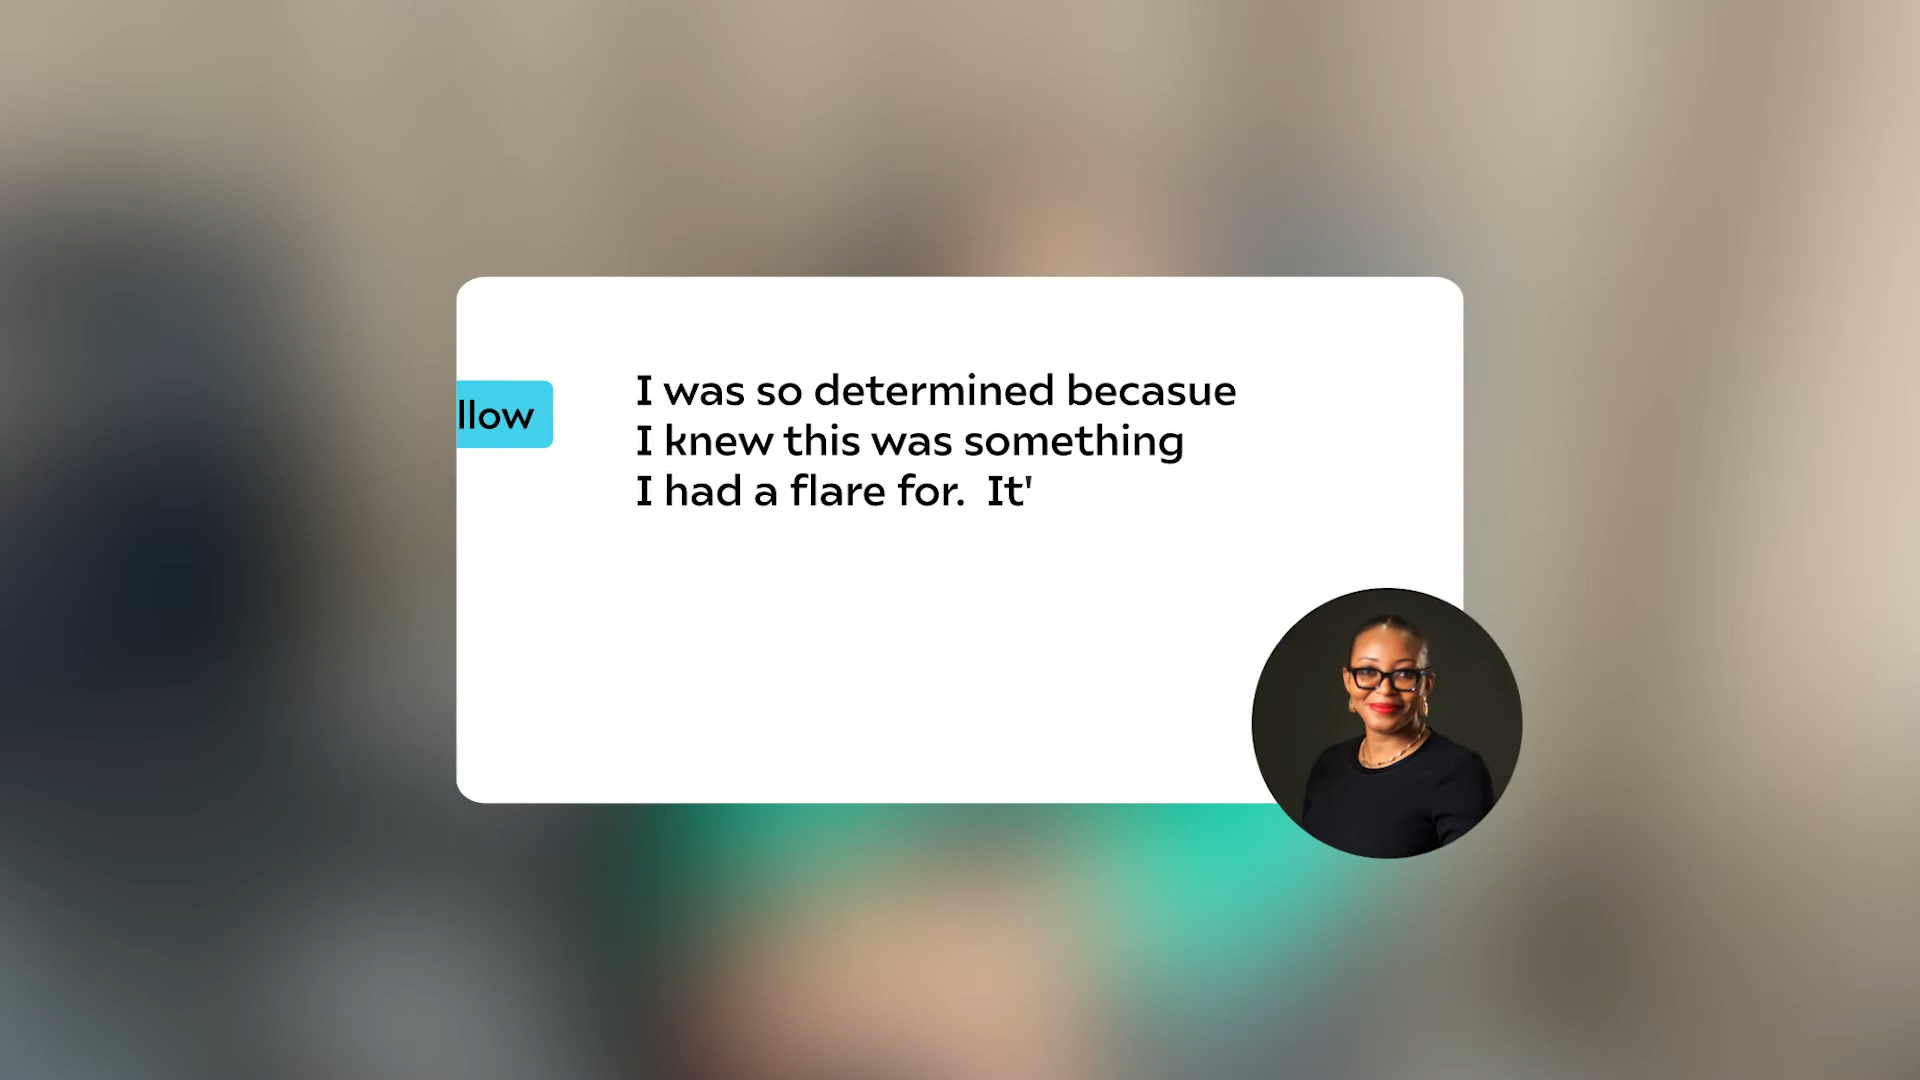 llow
I was so determined becasue
I knew this was something
I had a flare for.  It'